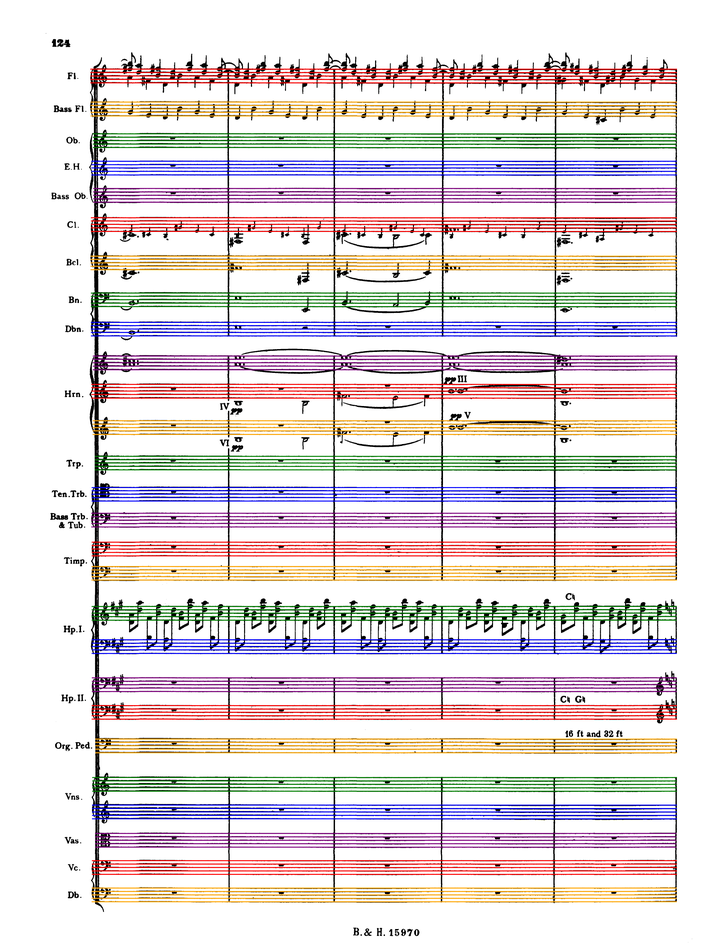 124
Fl.
Bass Fl.
Ob.
E.H.
Bass Ob.
Cl.
Bcl.
Bn.
Dbn.
pp III
Hrn.
IV pp
pp V
VI pp
Trp.
Ten. Trb.
Bass Trb.
& Tub.
Timp.
C♮
Hp. I.
Hp. II.
C♮ G♮
16 ft and 32 ft
Org. Ped.
Vns.
Vas.
Vc.
Db.
B. & H. 15970